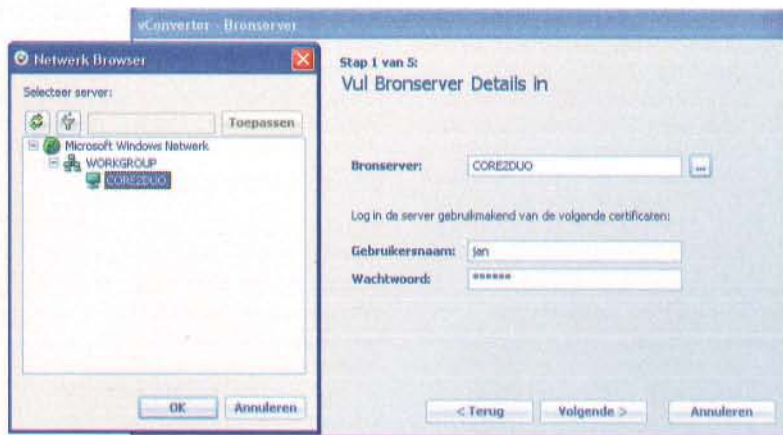 vConverter - Bronserver
Netwerk Browser
Selecteer server:
Toepassen
Microsoft Windows Netwerk
WORKGROUP
CORE2DUO
OK
Annuleren
Stap 1 van 5:
Vul Bronserver Details in
Bronserver:
CORE2DUO
...
Log in de server gebruikmakend van de volgende certificaten:
Gebruikersnaam:
jan
Wachtwoord:
******
< Terug
Volgende >
Annuleren